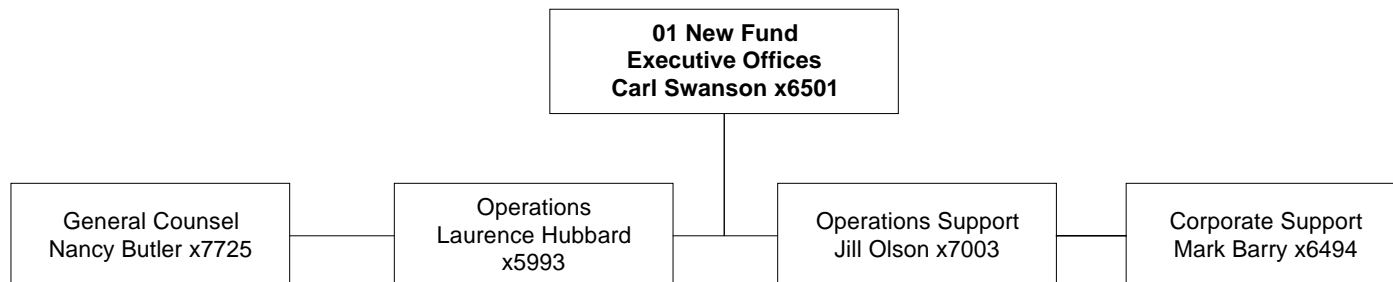 01 New Fund
Executive Offices
Carl Swanson x6501
General Counsel
Nancy Butler x7725
Operations
Laurence Hubbard
x5993
Operations Support
Jill Olson x7003
Corporate Support
Mark Barry x6494